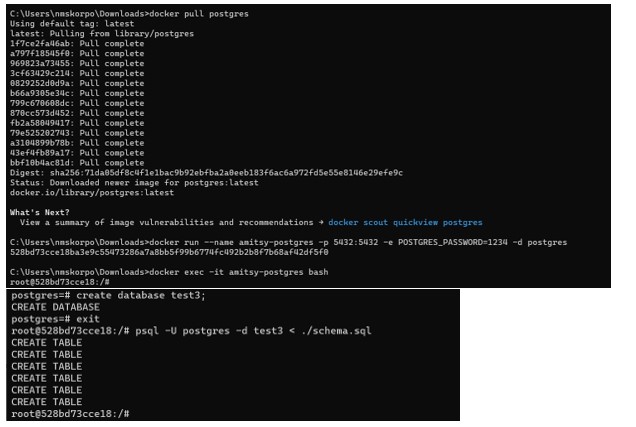 C:\Users\nmskorpo\Downloads>docker pull postgres
Using default tag: latest
latest: Pulling from library/postgres
1f7ce2fa46ab: Pull complete
a797f18545f0: Pull complete
969823a73455: Pull complete
3cf63429c214: Pull complete
0829252d0d9a: Pull complete
b66a9305e34c: Pull complete
799c670608dc: Pull complete
870cc573d452: Pull complete
fb2a58049417: Pull complete
79e525202743: Pull complete
a3104899b78b: Pull complete
43ef4fb89a17: Pull complete
bbf10b4ac81d: Pull complete
Digest: sha256:71da05df8c4f1e1bac9b92ebfba2a0eeb183f6ac6a972fd5e55e8146e29efe9c
Status: Downloaded newer image for postgres:latest
docker.io/library/postgres:latest
What's Next?
View a summary of image vulnerabilities and recommendations → docker scout quickview postgres
C:\Users\nmskorpo\Downloads>docker run --name amitsy-postgres -p 5432:5432 -e POSTGRES_PASSWORD=1234 -d postgres
528bd73cce18ba3e9c55473286a7a8bb5f99b6774fc492b2b8f7b68af42df5f0
C:\Users\nmskorpo\Downloads>docker exec -it amitsy-postgres bash
root@528bd73cce18:/#
postgres=# create database test3;
CREATE DATABASE
postgres=# exit
root@528bd73cce18:/# psql -U postgres -d test3 < ./schema.sql
CREATE TABLE
CREATE TABLE
CREATE TABLE
CREATE TABLE
CREATE TABLE
CREATE TABLE
root@528bd73cce18:/#